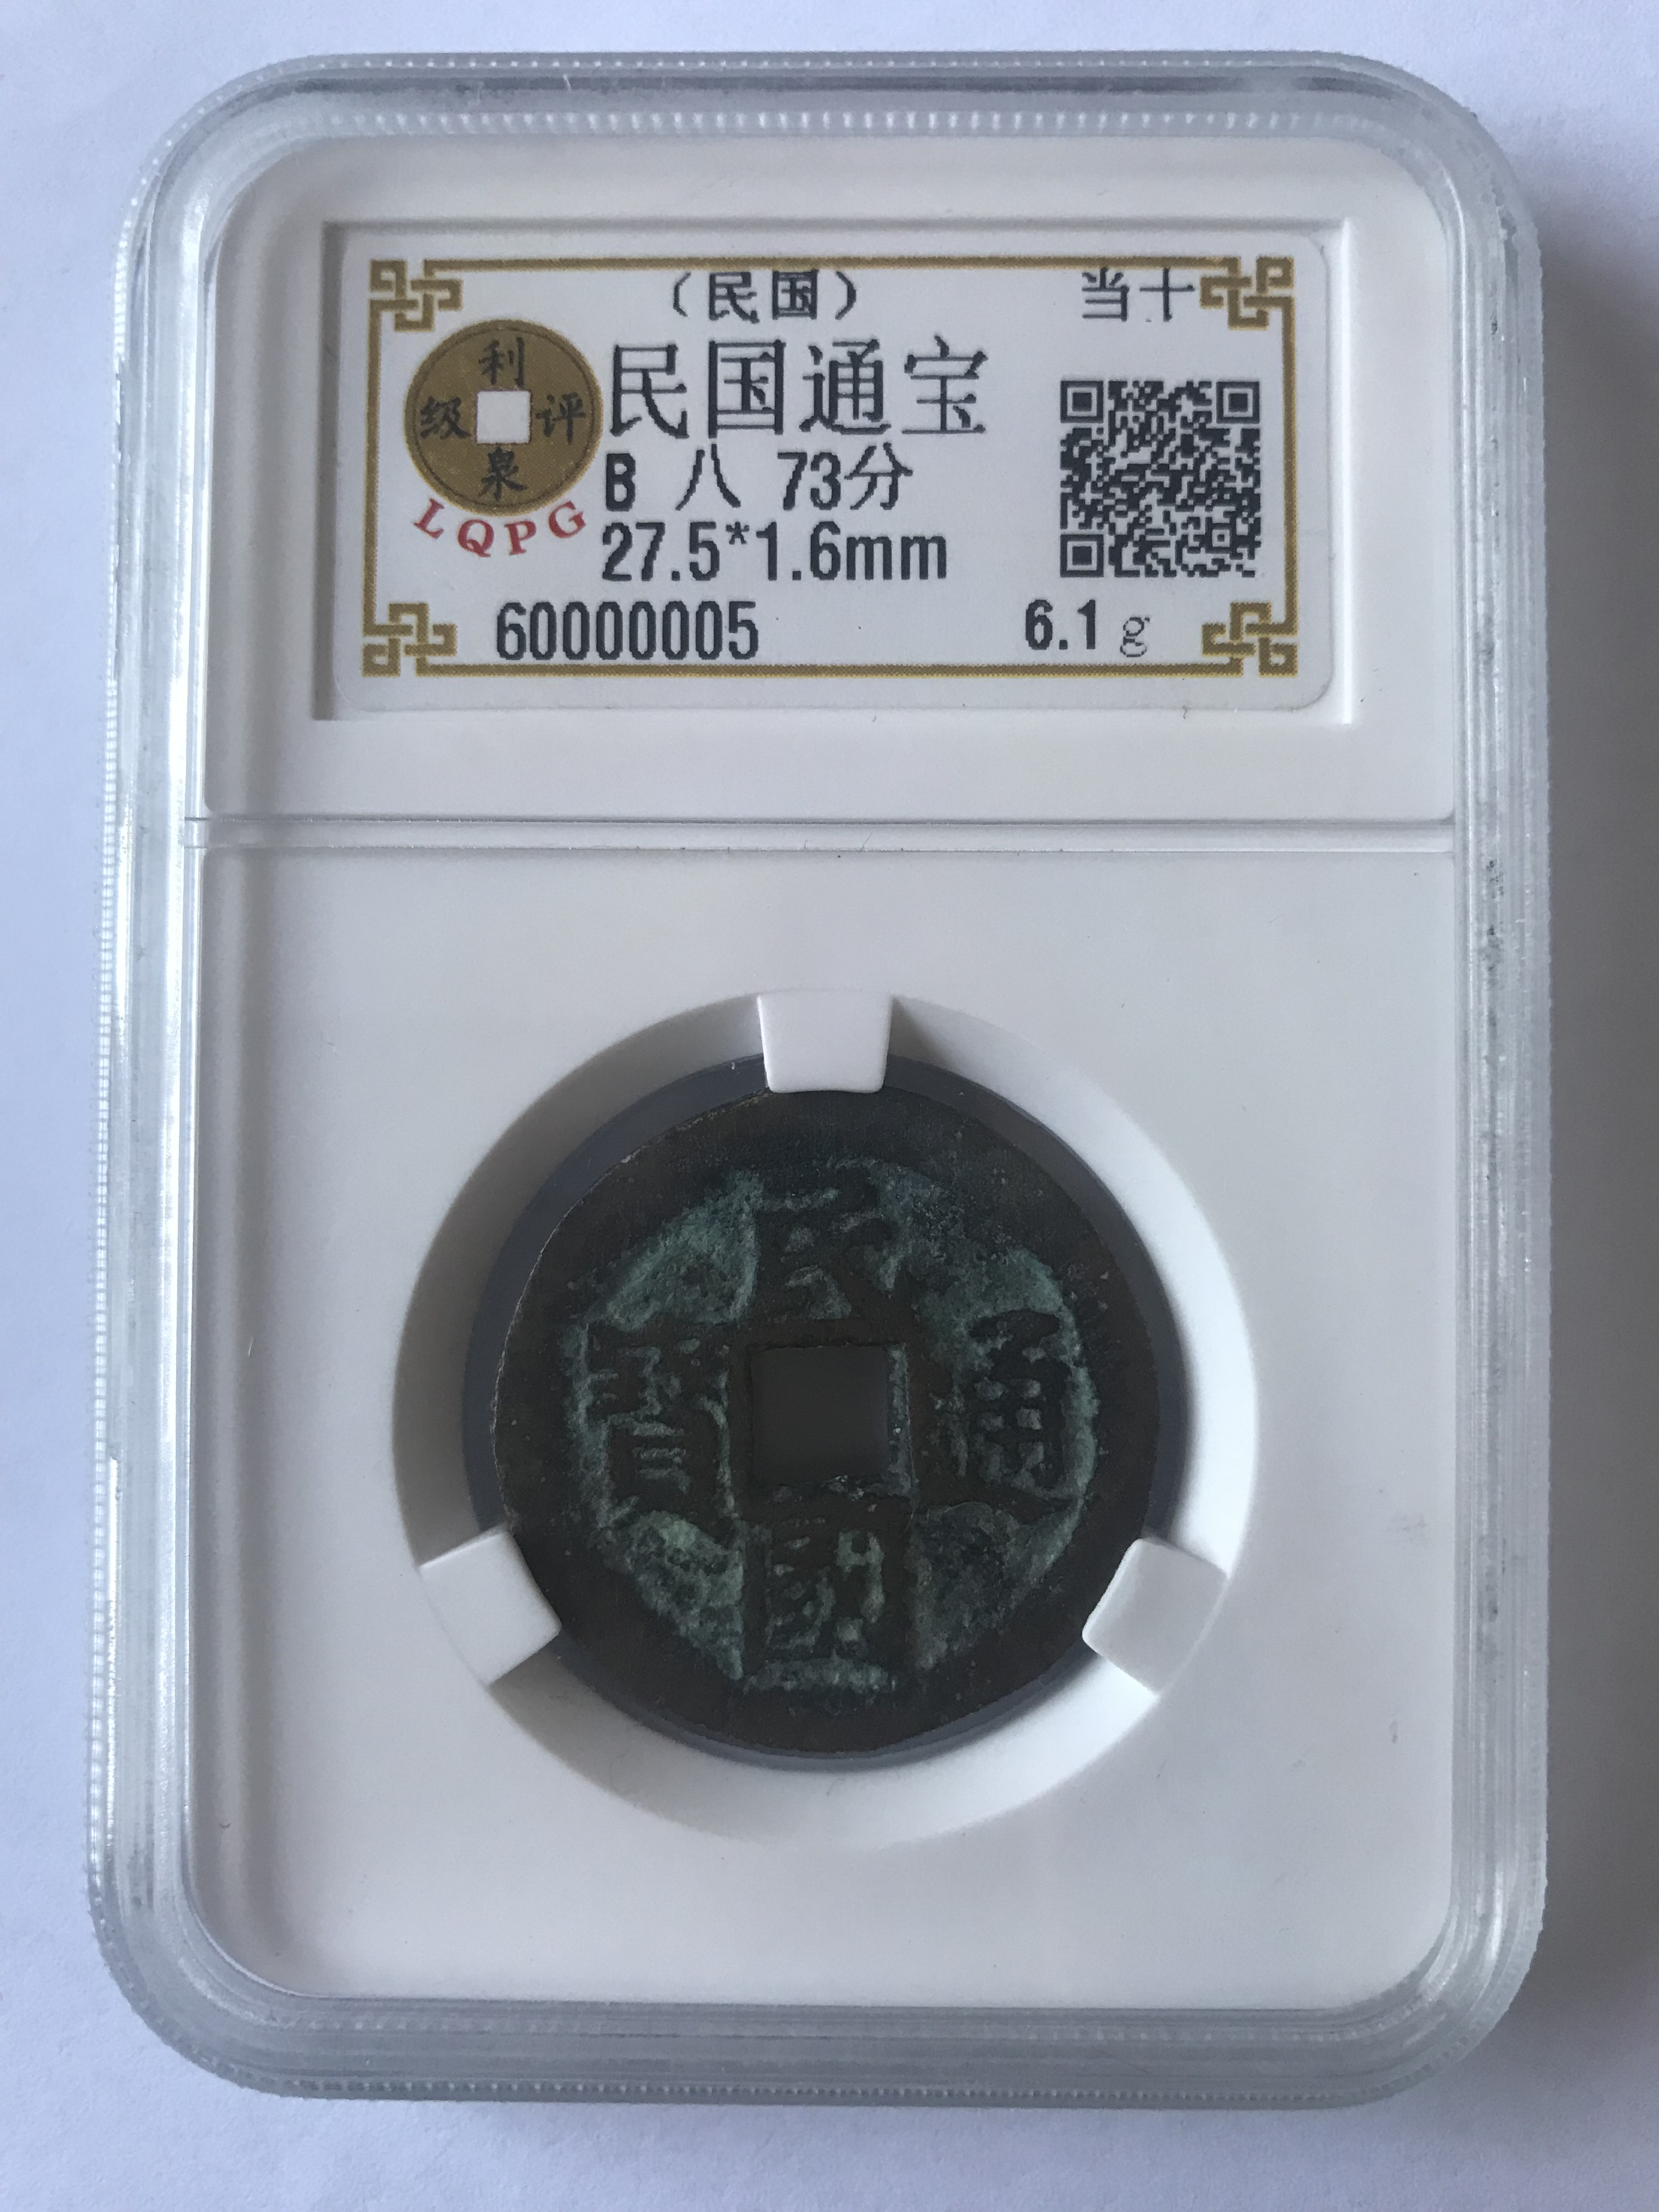 （民国）
当十
利
评
级
泉
LQPG
民国通宝
B 八 73分
27.5*1.6mm
60000005
6.1g
民
國
通
寶